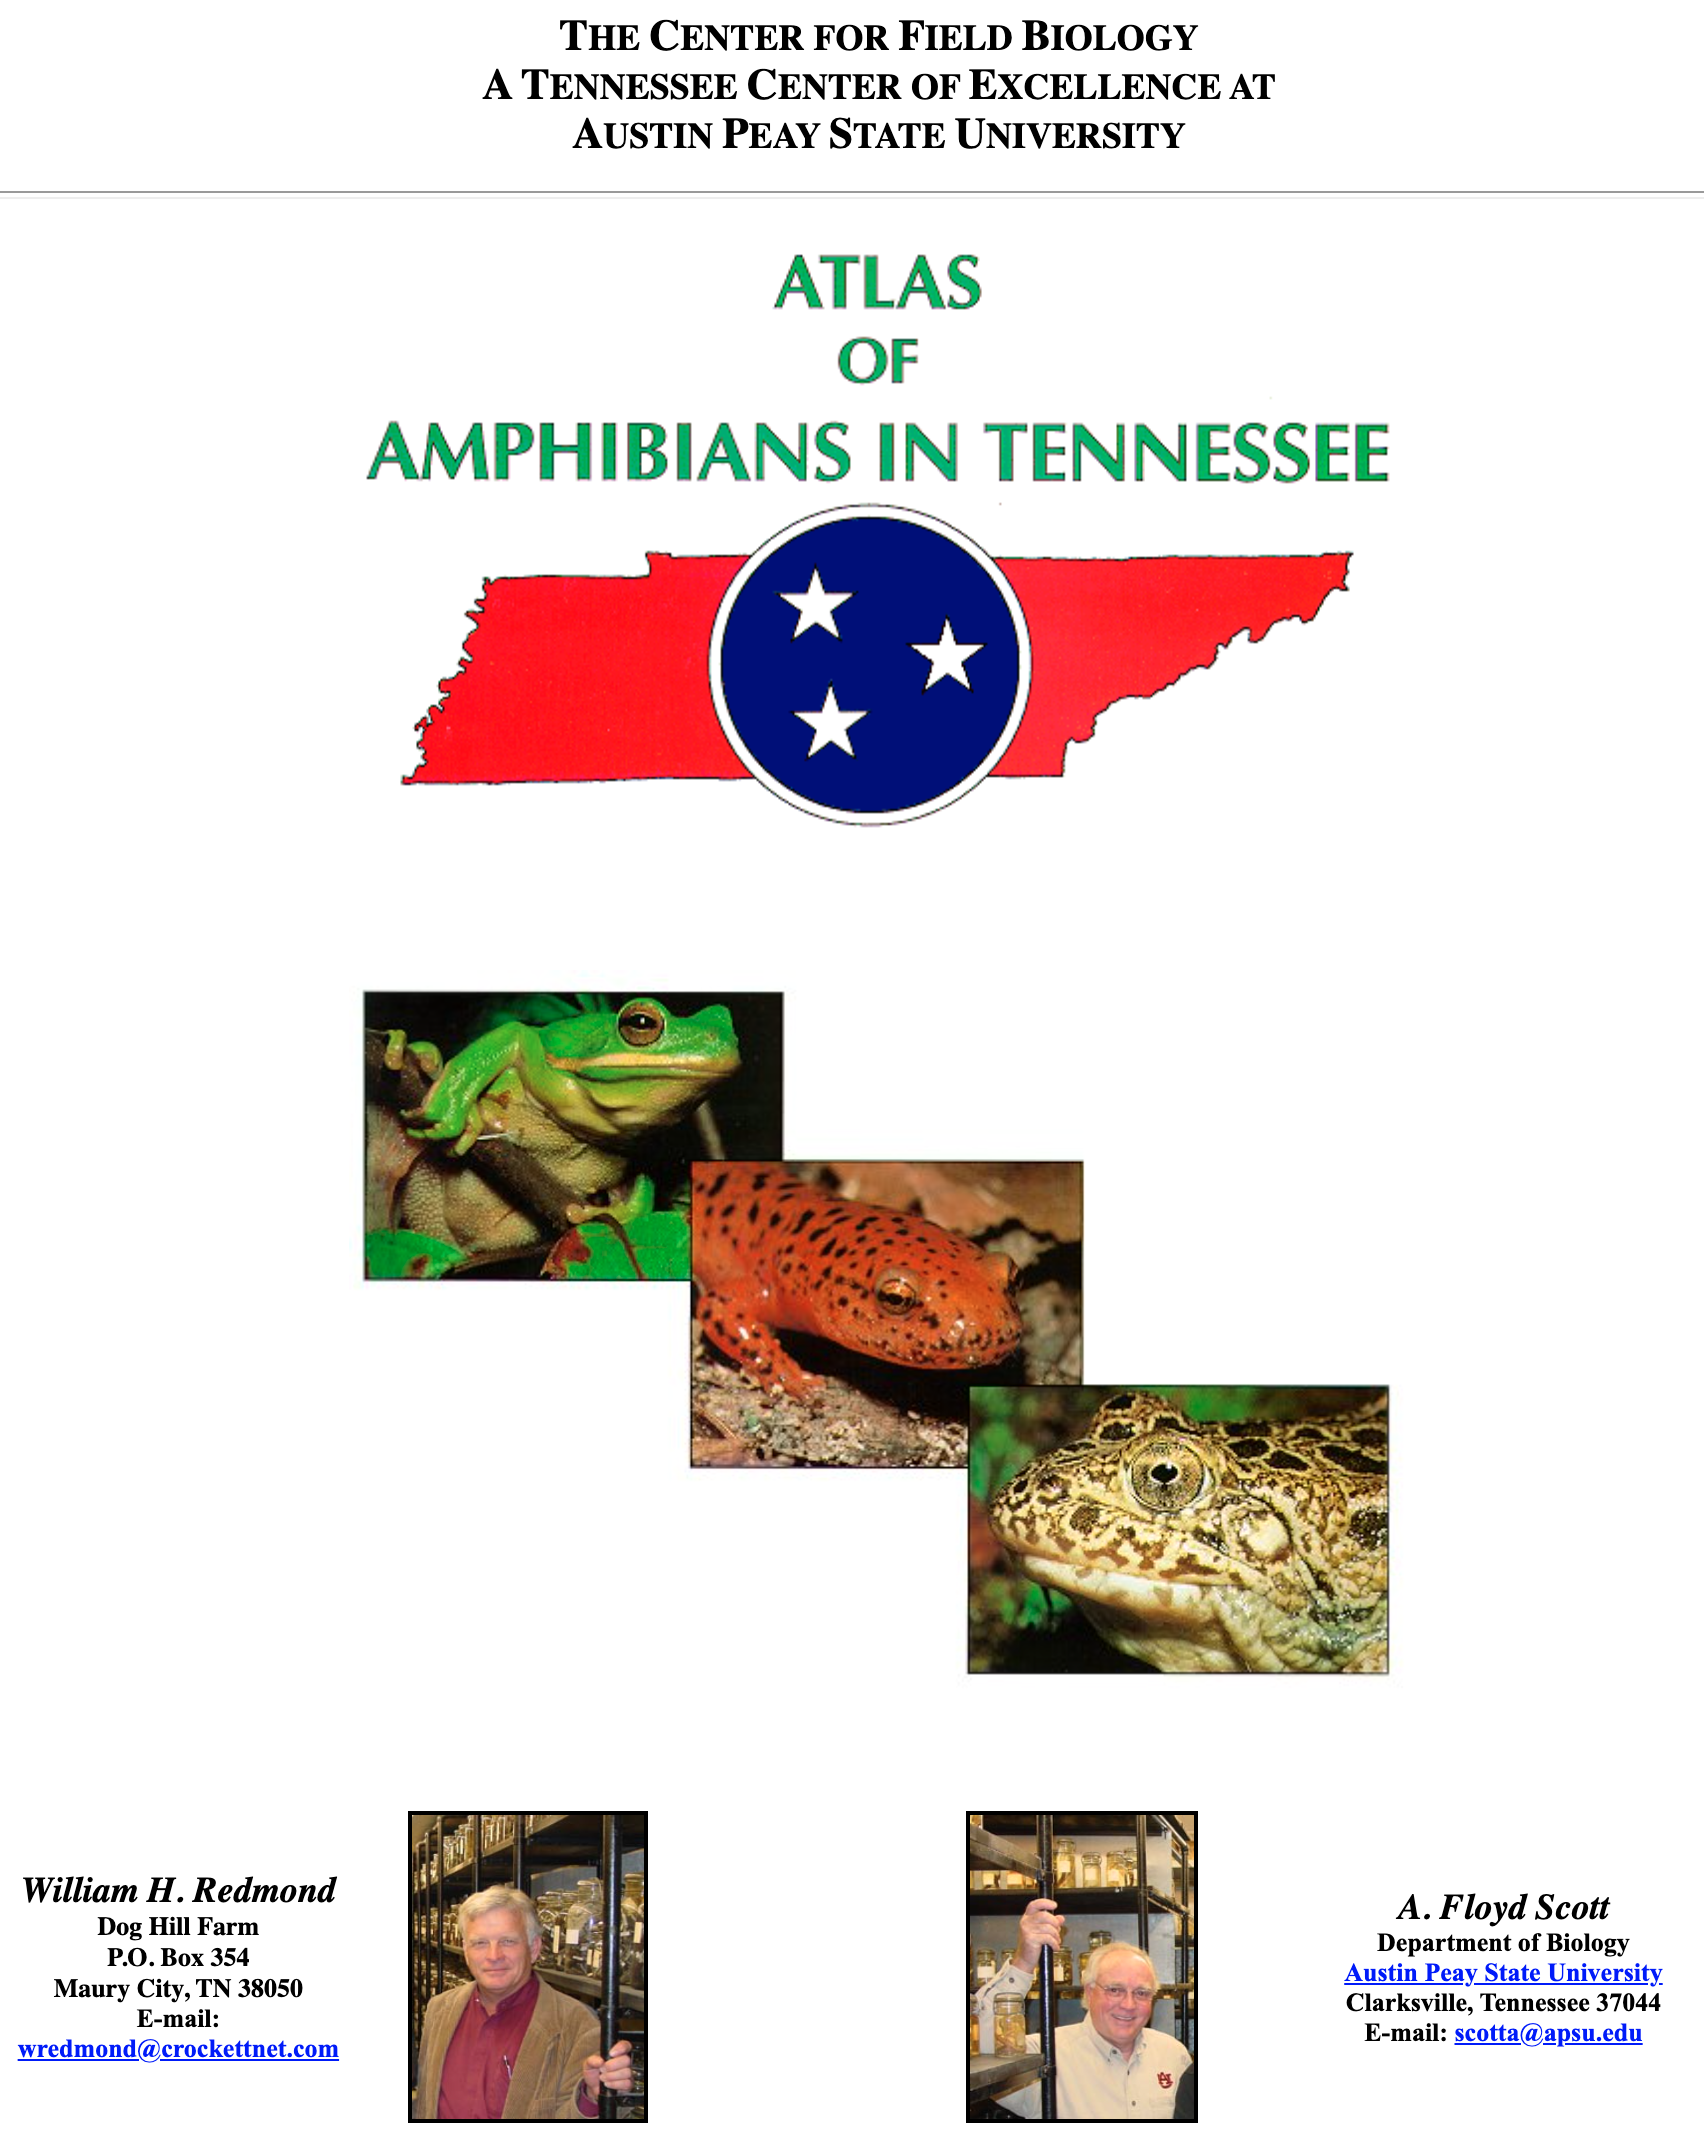 THE CENTER FOR FIELD BIOLOGY
A TENNESSEE CENTER OF EXCELLENCE AT
AUSTIN PEAY STATE UNIVERSITY
ATLAS
OF
AMPHIBIANS IN TENNESSEE
William H. Redmond
Dog Hill Farm
P.O. Box 354
Maury City, TN 38050
E-mail:
wredmond@crockettnet.com
A. Floyd Scott
Department of Biology
Austin Peay State University
Clarksville, Tennessee 37044
E-mail: scotta@apsu.edu